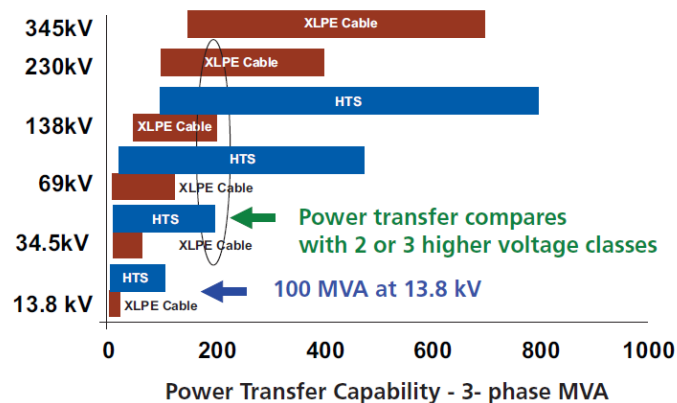 345kV
XLPE Cable
230kV
XLPE Cable
HTS
138kV
XLPE Cable
HTS
69kV
XLPE Cable
HTS
Power transfer compares
with 2 or 3 higher voltage classes
34.5kV
XLPE Cable
HTS
100 MVA at 13.8 kV
13.8 kV
XLPE Cable
0 200 400 600 800 1000
Power Transfer Capability - 3- phase MVA